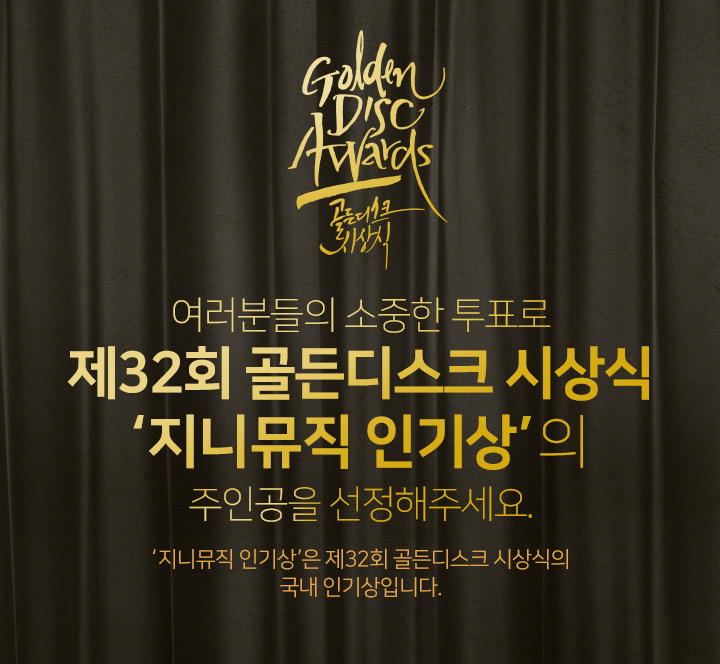 Golden
Disc
Awards
골든디스크
시상식
여러분들의 소중한 투표로
제32회 골든디스크 시상식
‘지니뮤직 인기상’의
주인공을 선정해주세요.
‘지니뮤직 인기상’은 제32회 골든디스크 시상식의
국내 인기상입니다.